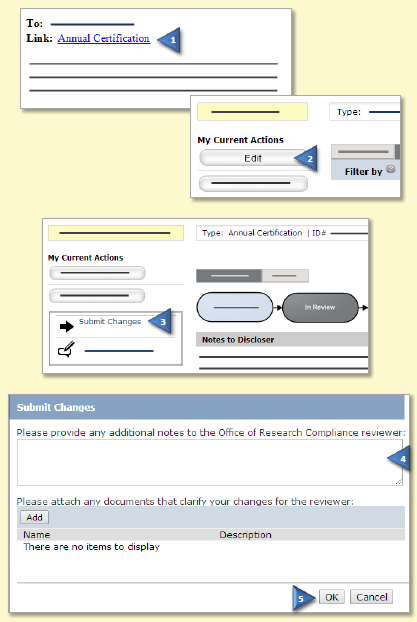 To:
Link: Annual Certification 1
Type:
My Current Actions
Edit 2
Filter by ?
Type: Annual Certification | ID#
My Current Actions
Submit Changes 3
In Review
Notes to Discloser
Submit Changes
Please provide any additional notes to the Office of Research Compliance reviewer:
4
Please attach any documents that clarify your changes for the reviewer:
Add
Name Description
There are no items to display
5 OK Cancel